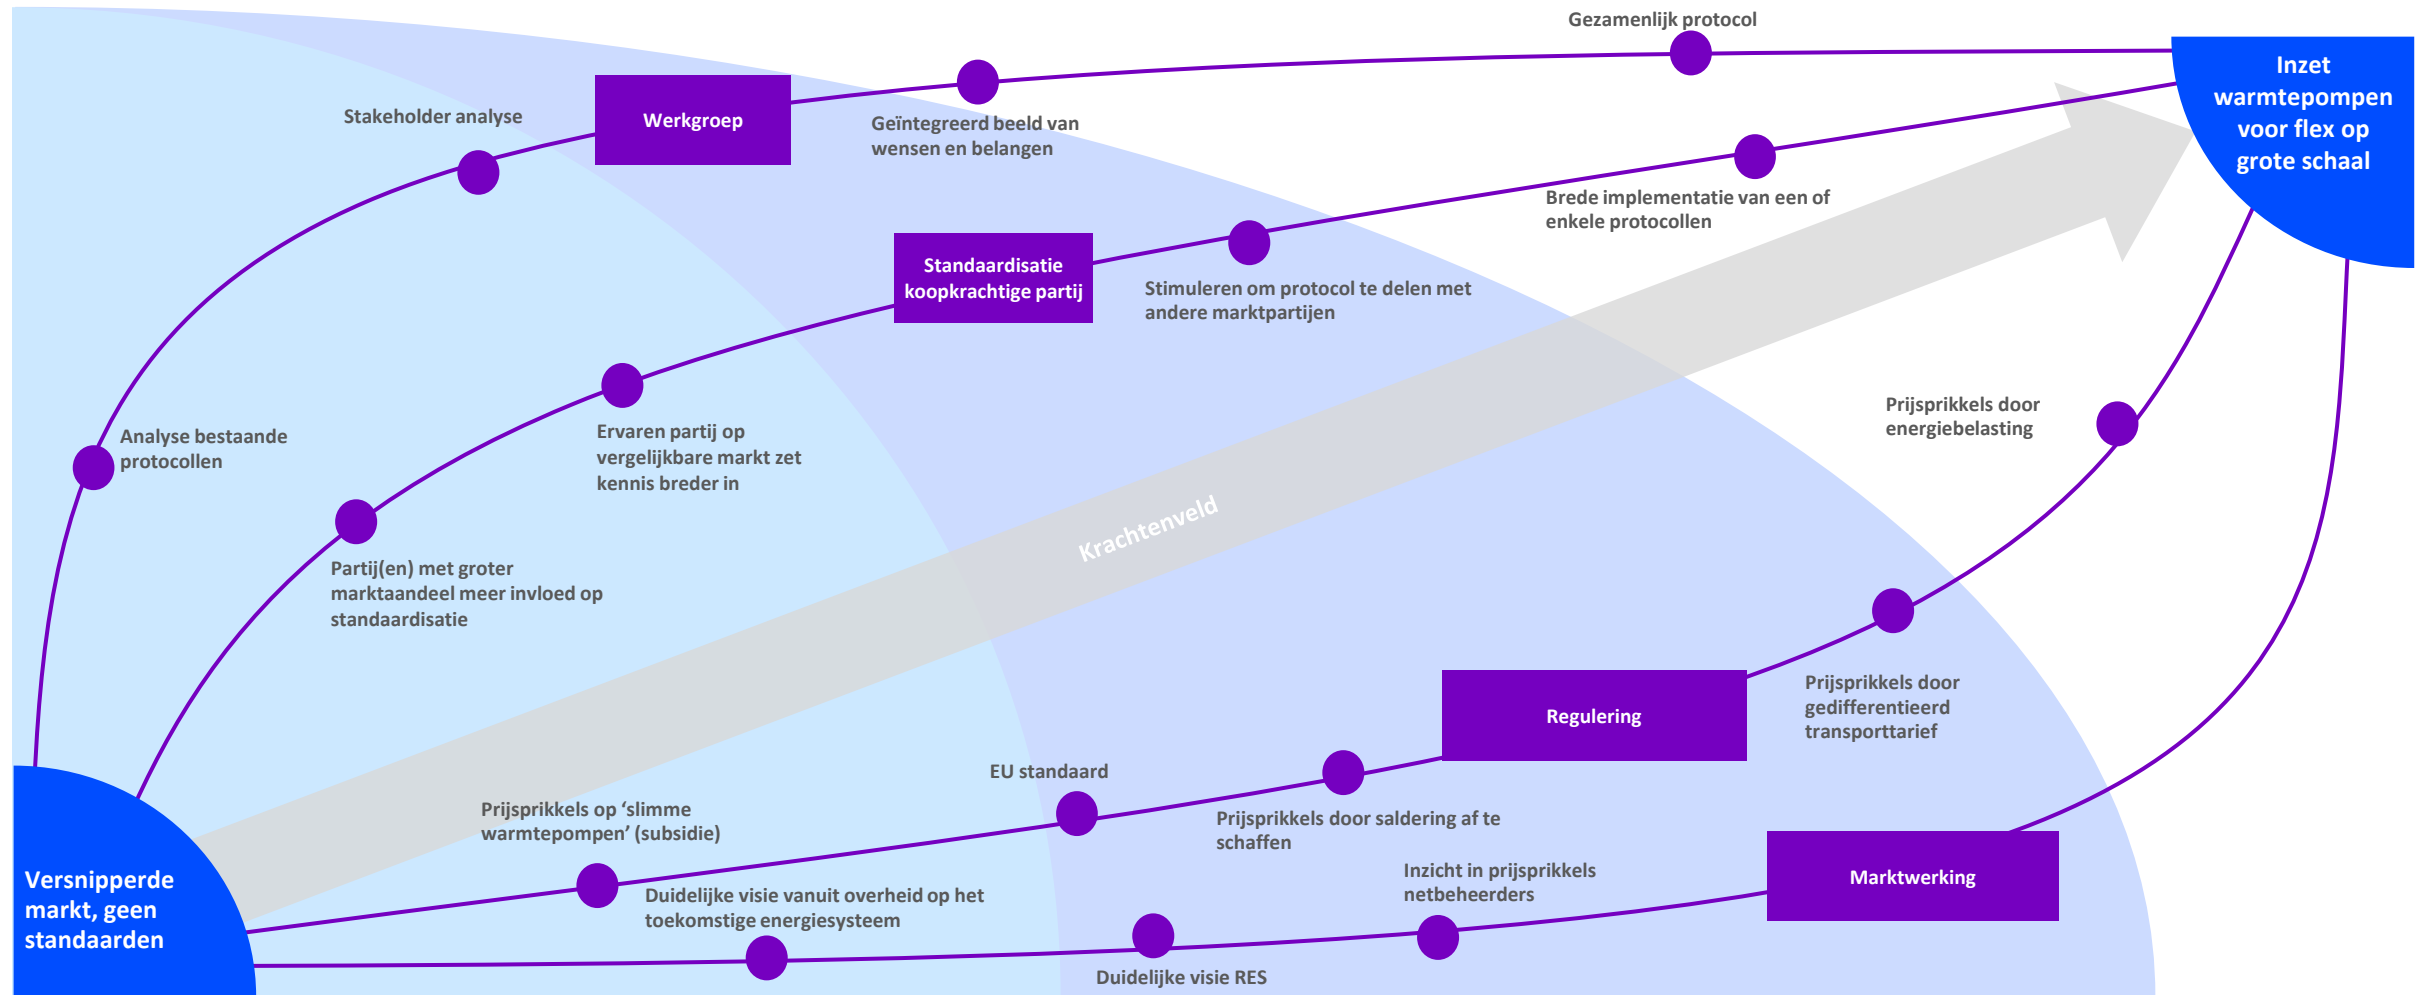 Gezamenlijk protocol
Inzet
warmtepompen
voor flex op
grote schaal
Stakeholder analyse
Werkgroep
Geïntegreerd beeld van
wensen en belangen
Brede implementatie van een of
enkele protocollen
Standaardisatie
koopkrachtige partij
Stimuleren om protocol te delen met
andere marktpartijen
Analyse bestaande
protocollen
Ervaren partij op
vergelijkbare markt zet
kennis breder in
Prijsprikkels door
energiebelasting
Krachtenveld
Partij(en) met groter
marktaandeel meer invloed op
standaardisatie
Regulering
Prijsprikkels door
gedifferentieerd
transporttarief
EU standaard
Prijsprikkels op ‘slimme
warmtepompen’ (subsidie)
Prijsprikkels door saldering af te
schaffen
Versnipperde
markt, geen
standaarden
Duidelijke visie vanuit overheid op het
toekomstige energiesysteem
Inzicht in prijsprikkels
netbeheerders
Marktwerking
Duidelijke visie RES